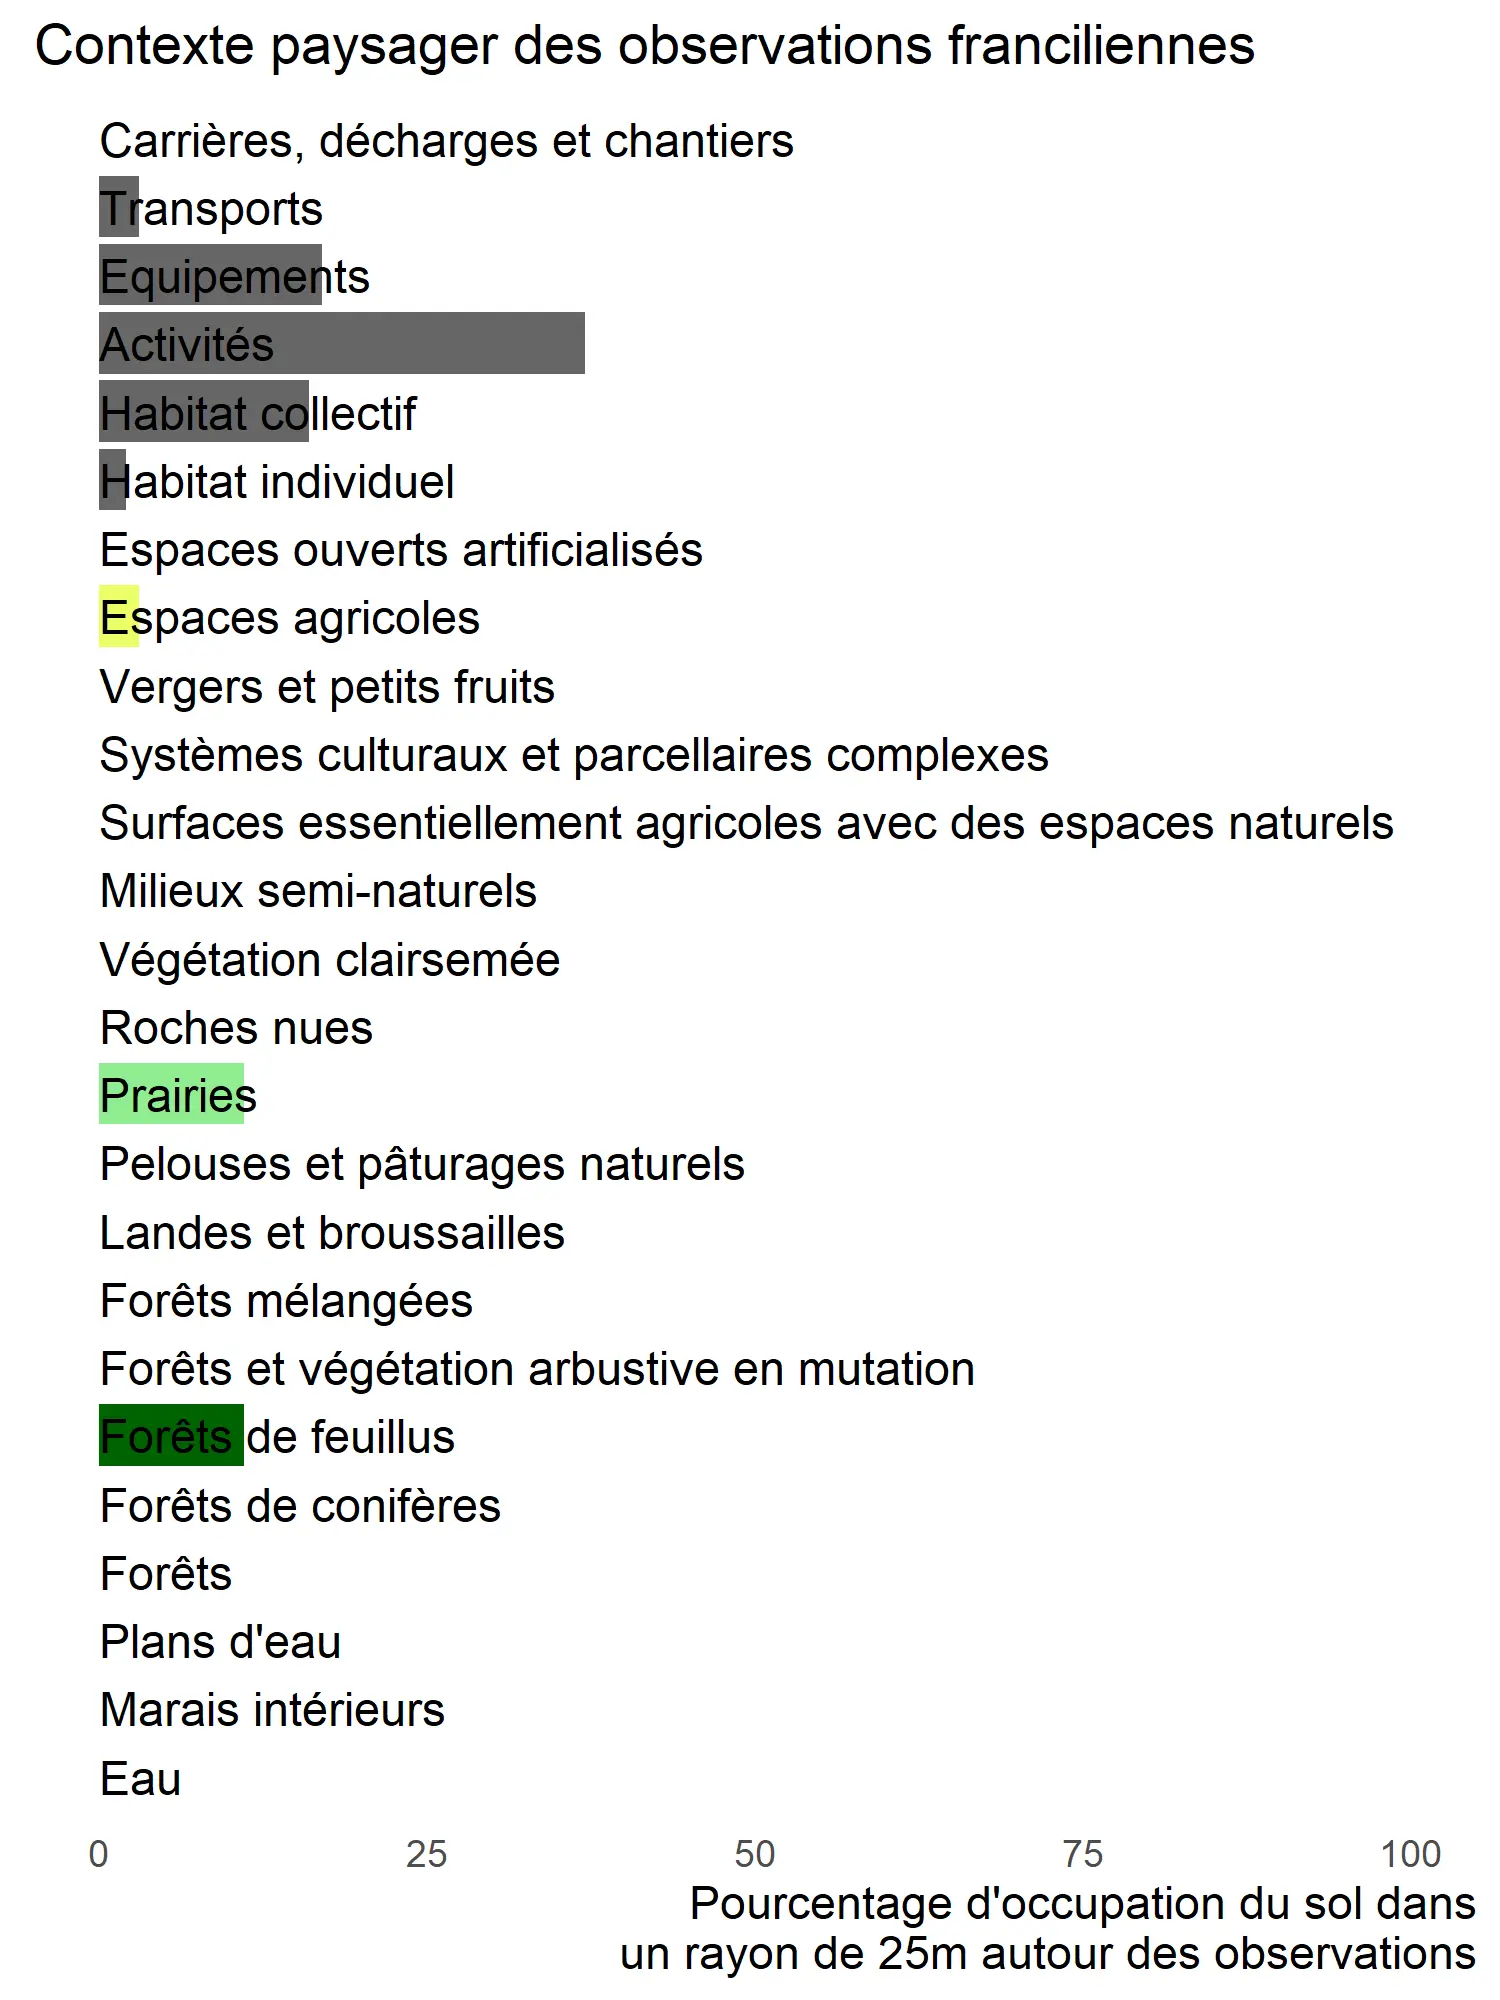 Contexte paysager des observations franciliennes
Carrières, décharges et chantiers
Transports
Equipements
Activités
Habitat collectif
Habitat individuel
Espaces ouverts artificialisés
Espaces agricoles
Vergers et petits fruits
Systèmes culturaux et parcellaires complexes
Surfaces essentiellement agricoles avec des espaces naturels
Milieux semi-naturels
Végétation clairsemée
Roches nues
Prairies
Pelouses et pâturages naturels
Landes et broussailles
Forêts mélangées
Forêts et végétation arbustive en mutation
Forêts de feuillus
Forêts de conifères
Forêts
Plans d'eau
Marais intérieurs
Eau
0 25 50 75 100
Pourcentage d'occupation du sol dans
un rayon de 25m autour des observations